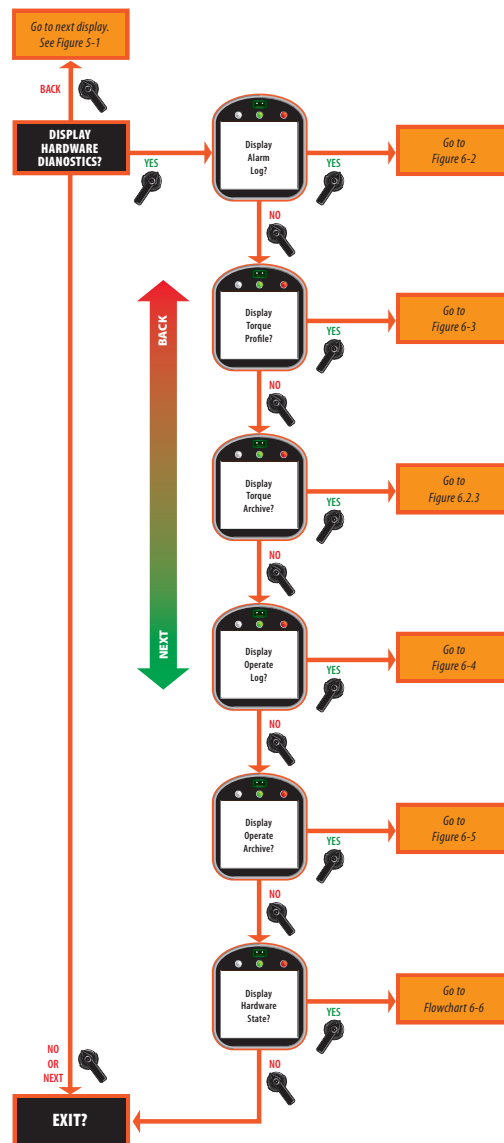 Go to next display.
See Figure 5-1
BACK
DISPLAY
HARDWARE
DIANOSTICS?
YES
Display
Alarm
Log?
YES
Go to
Figure 6-2
NO
Display
Torque
Profile?
YES
Go to
Figure 6-3
NO
BACK
NEXT
Display
Torque
Archive?
YES
Go to
Figure 6.2.3
NO
Display
Operate
Log?
YES
Go to
Figure 6-4
NO
Display
Operate
Archive?
YES
Go to
Figure 6-5
NO
Display
Hardware
State?
YES
Go to
Flowchart 6-6
NO
NO
OR
NEXT
EXIT?